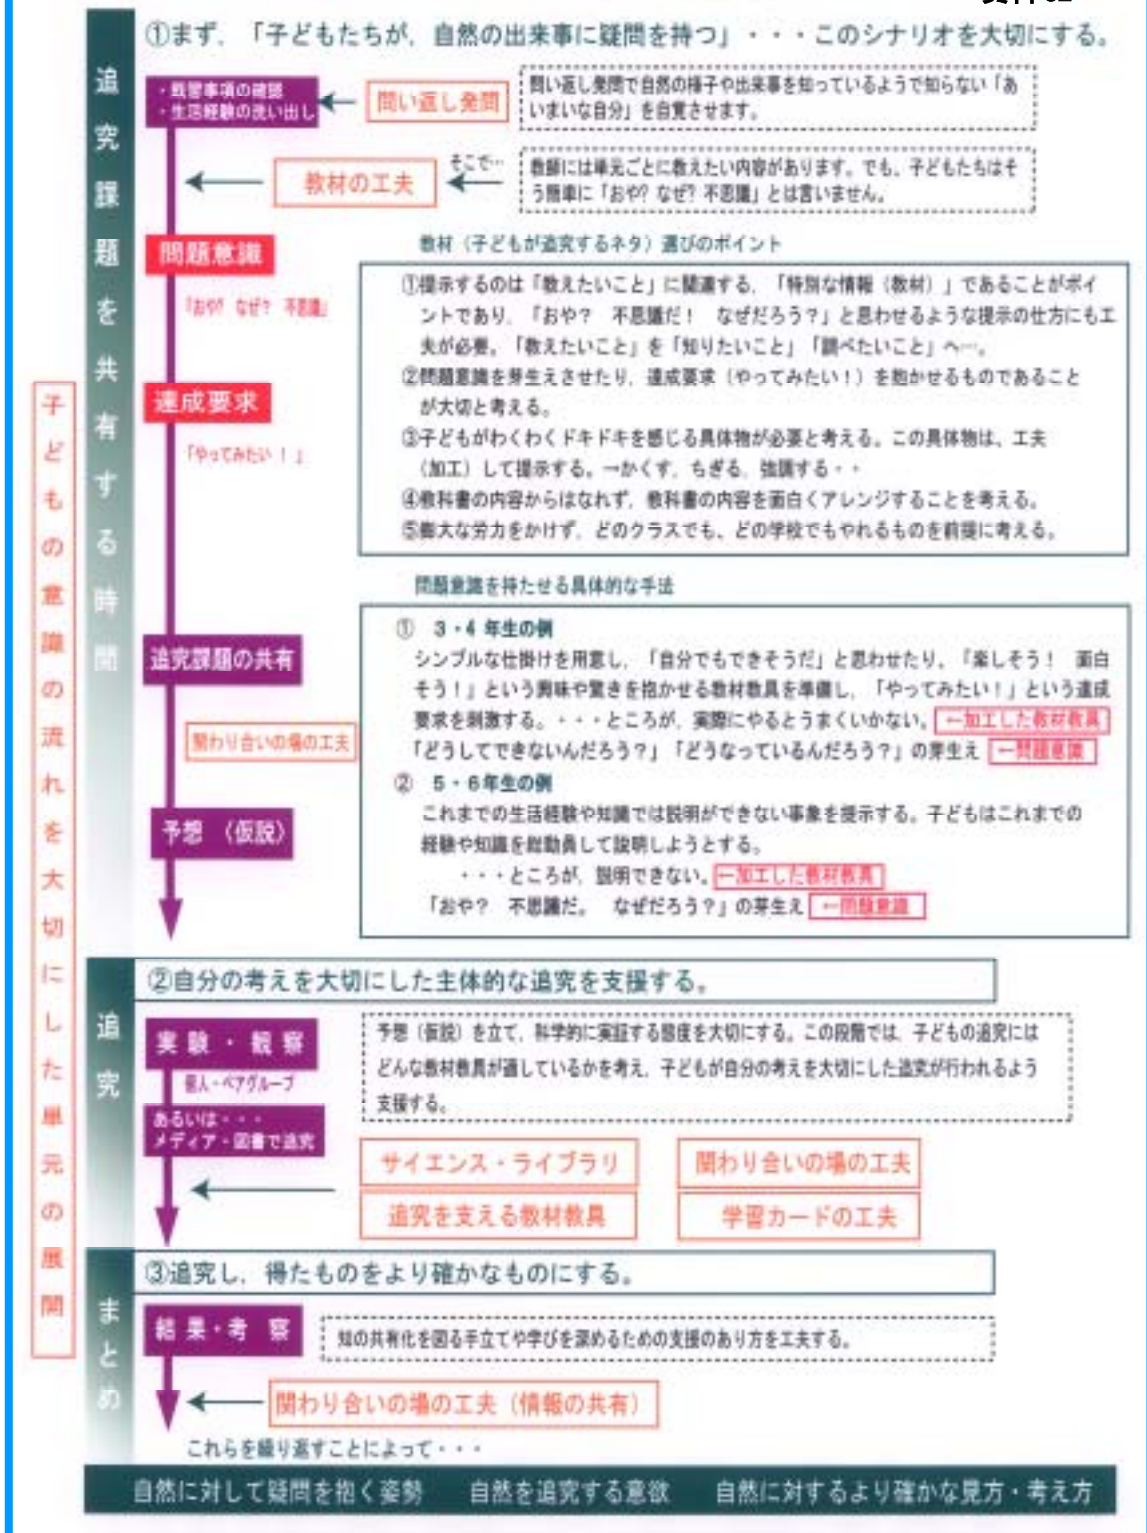 ①まず，「子どもたちが，自然の出来事に疑問を持つ」・・・このシナリオを大切にする。
追究課題を共有する時間
・既習事項の確認
・生活経験の洗い出し
問い返し発問
問い返し発問で自然の様子や出来事を知っているようで知らない「あ
いまいな自分」を自覚させます。
教材の工夫
そこで…
教師には単元ごとに教えたい内容があります。でも，子どもたちはそ
う簡単に「おや? なぜ? 不思議」とは言いません。
問題意識
「おや? なぜ? 不思議」
達成要求
「やってみたい！」
教材（子どもが追究するネタ）選びのポイント
①提示するのは「教えたいこと」に関連する，「特別な情報（教材）」であることがポイ
ントであり，「おや？ 不思議だ！ なぜだろう？」と思わせるような提示の仕方にも工
夫が必要。「教えたいこと」を「知りたいこと」「調べたいこと」へ…。
②問題意識を芽生えさせたり，達成要求（やってみたい！）を抱かせるものであること
が大切と考える。
③子どもがわくわくドキドキを感じる具体物が必要と考える。この具体物は、工夫
（加工）して提示する。→かくす，ちぎる，強調する・・
④教科書の内容からはなれず，教科書の内容を面白くアレンジすることを考える。
⑤膨大な労力をかけず，どのクラスでも、どの学校でもやれるものを前提に考える。
問題意識を持たせる具体的な手法
追究課題の共有
関わり合いの場の工夫
予想 （仮説）
① 3・4 年生の例
シンプルな仕掛けを用意し，「自分でもできそうだ」と思わせたり，「楽しそう！ 面白
そう！」という興味や驚きを抱かせる教材教具を準備し，「やってみたい！」という達成
要求を刺激する。・・・ところが，実際にやるとうまくいかない。←加工した教材教具
「どうしてできないんだろう？」「どうなっているんだろう？」の芽生え ←問題意識
② 5・6年生の例
これまでの生活経験や知識では説明ができない事象を提示する。子どもはこれまでの
経験や知識を総動員して説明しようとする。
・・・ところが，説明できない。←加工した教材教具
「おや？ 不思議だ。 なぜだろう？」の芽生え ←問題意識
子どもの意識の流れを大切にした単元の展開
追究
②自分の考えを大切にした主体的な追究を支援する。
実験・観察
個人・ペアグループ
あるいは・・・
メディア・図書で追究
予想（仮説）を立て，科学的に実証する態度を大切にする。この段階では，子どもの追究には
どんな教材教具が適しているかを考え，子どもが自分の考えを大切にした追究が行われるよう
支援する。
サイエンス・ライブラリ
関わり合いの場の工夫
追究を支える教材教具
学習カードの工夫
まとめ
③追究し，得たものをより確かなものにする。
結果・考察
知の共有化を図る手立てや学びを深めるための支援のあり方を工夫する。
関わり合いの場の工夫（情報の共有）
これらを繰り返すことによって・・・
自然に対して疑問を抱く姿勢 自然を追究する意欲 自然に対するより確かな見方・考え方